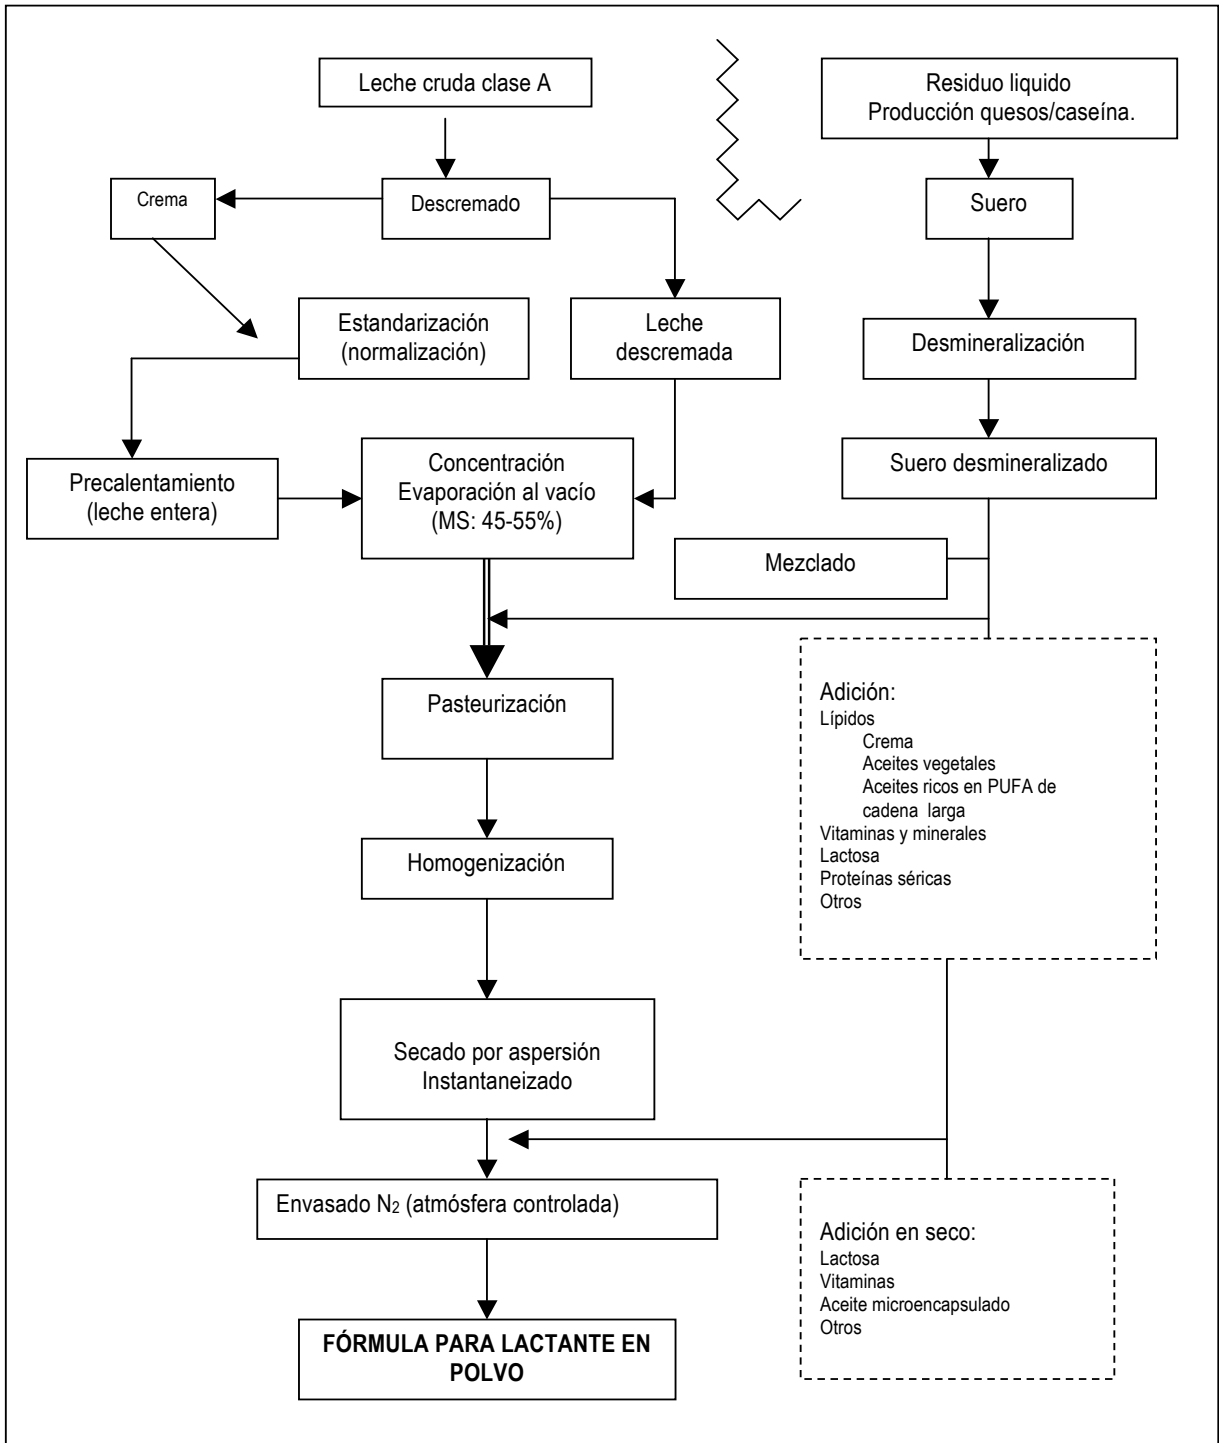 Leche cruda clase A
Residuo liquido
Producción quesos/caseína.
Crema
Descremado
Suero
Estandarización
(normalización)
Leche
descremada
Desmineralización
Precalentamiento
(leche entera)
Concentración
Evaporación al vacío
(MS: 45-55%)
Suero desmineralizado
Mezclado
Pasteurización
Adición:
Lípidos
Crema
Aceites vegetales
Aceites ricos en PUFA de
cadena larga
Vitaminas y minerales
Lactosa
Proteínas séricas
Otros
Homogenización
Secado por aspersión
Instantaneizado
Envasado N2 (atmósfera controlada)
Adición en seco:
Lactosa
Vitaminas
Aceite microencapsulado
Otros
FÓRMULA PARA LACTANTE EN
POLVO